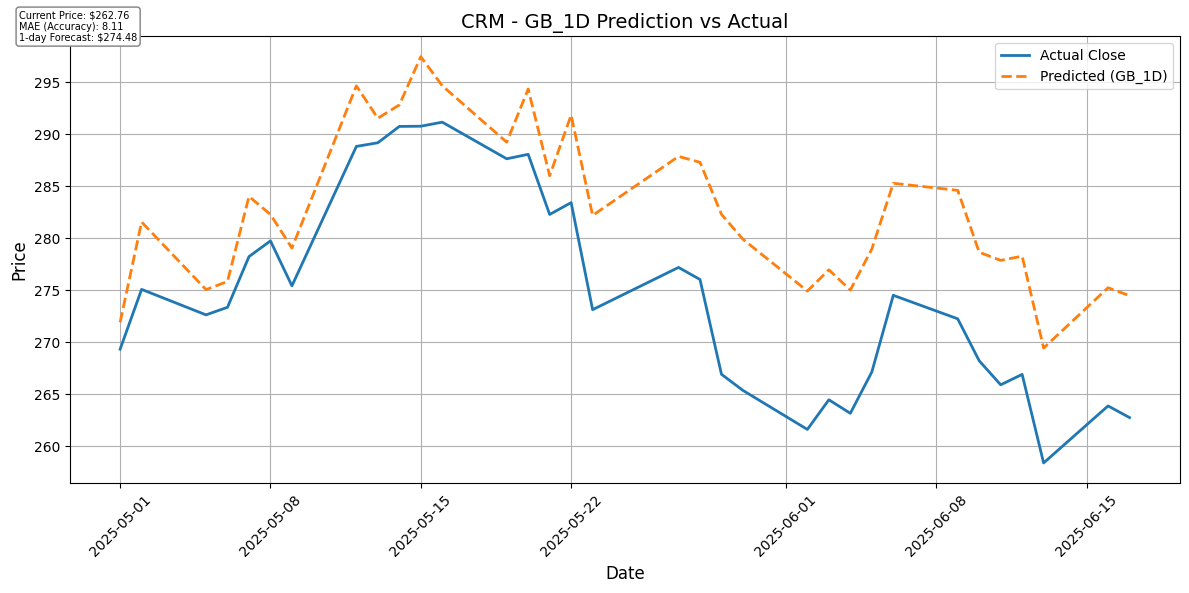 CRM - GB_1D Prediction vs Actual
Current Price: $262.76
MAE (Accuracy): 8.11
1-day Forecast: $274.48
Actual Close
Predicted (GB_1D)
Price
295
290
285
280
275
270
265
260
2025-05-01
2025-05-08
2025-05-15
2025-05-22
2025-06-01
2025-06-08
2025-06-15
Date